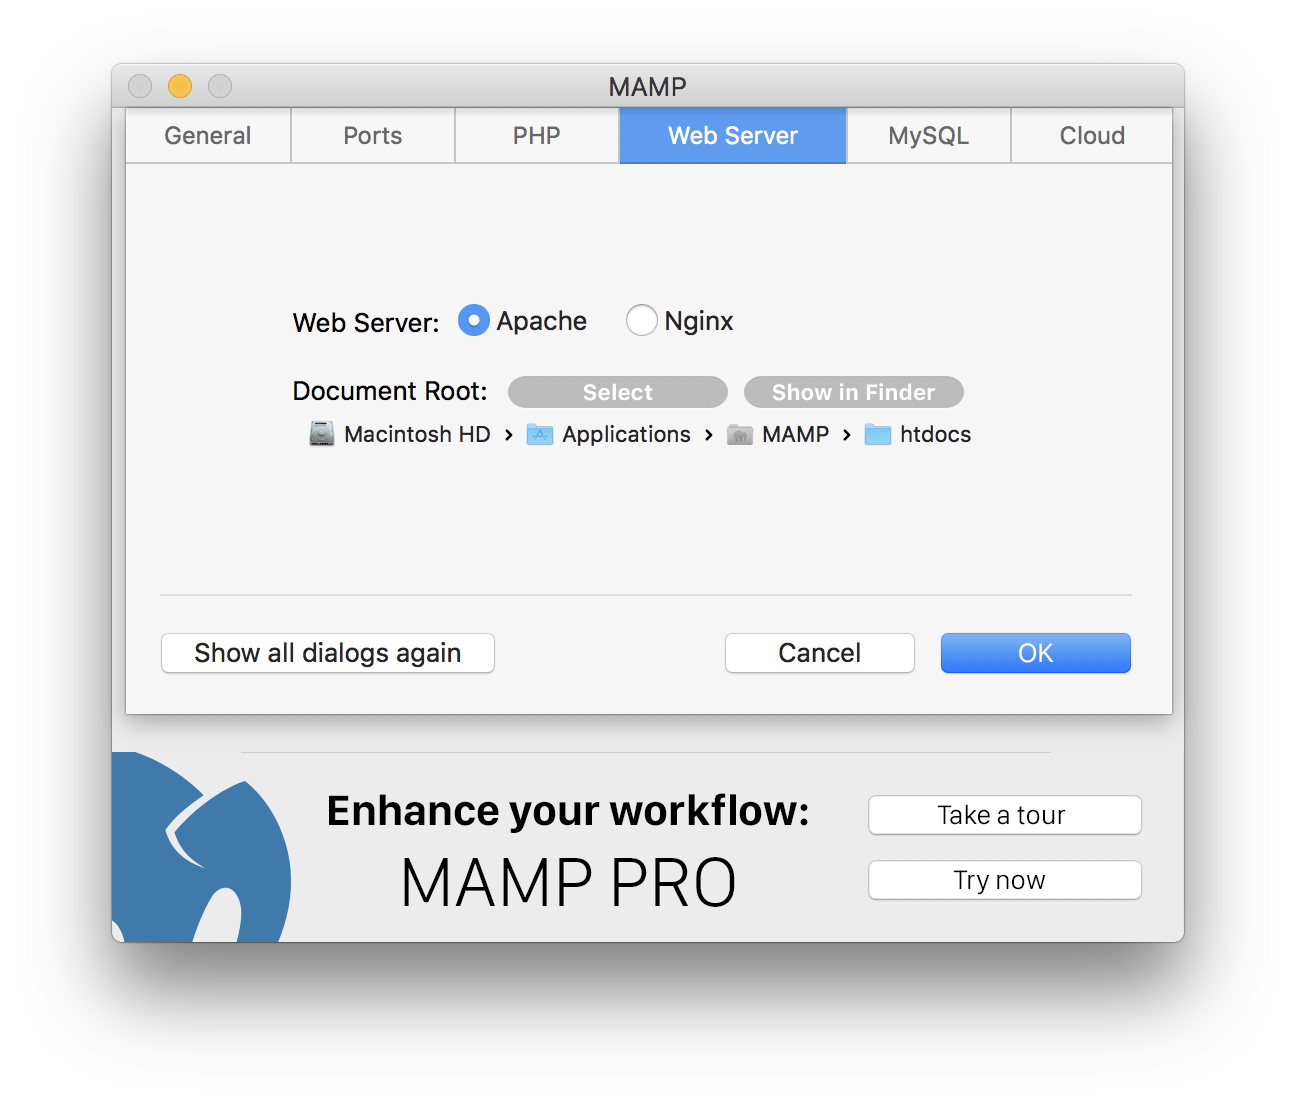 MAMP
General Ports PHP Web Server MySQL Cloud
Web Server: Apache Nginx
Document Root: Select Show in Finder
Macintosh HD › Applications › MAMP › htdocs
Show all dialogs again Cancel OK
Enhance your workflow:
MAMP PRO
Take a tour
Try now